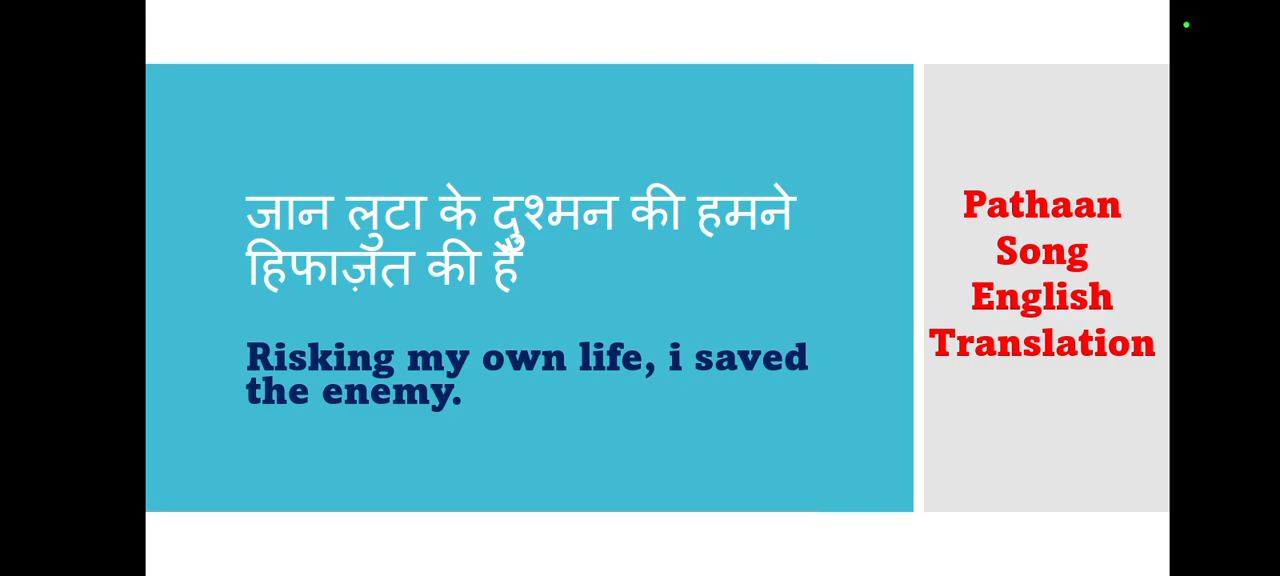 जान लुटा के दुश्मन की हमने
हिफाज़त की हैं
Risking my own life, i saved
the enemy.
Pathaan
Song
English
Translation